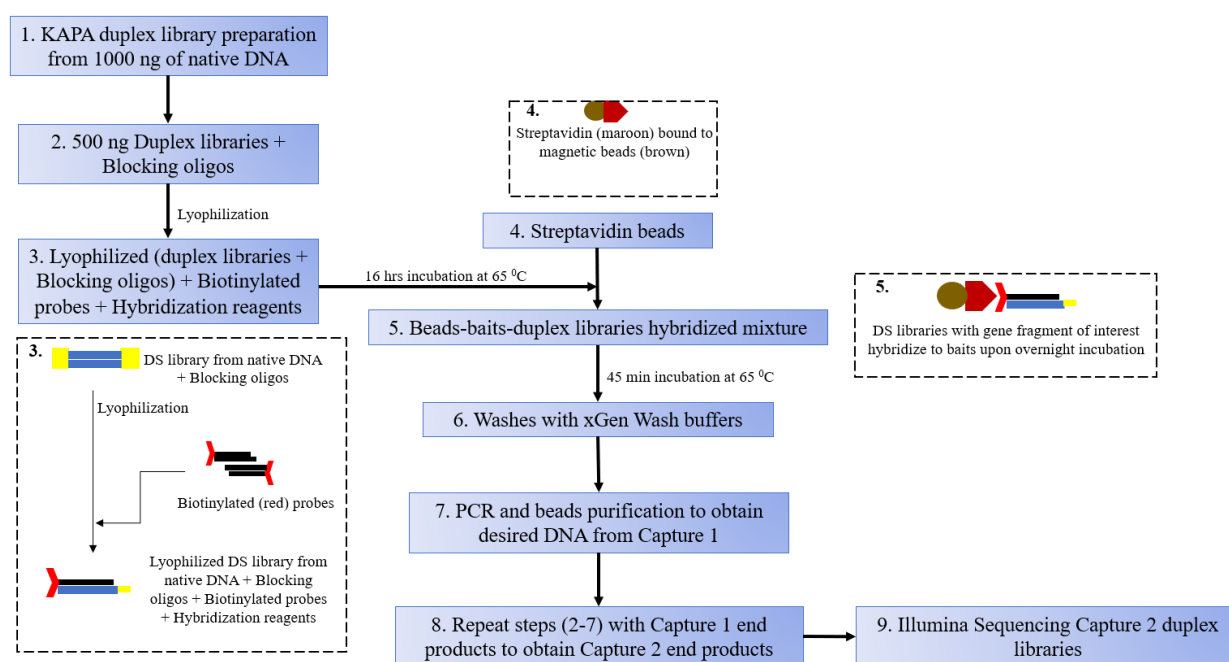 1. KAPA duplex library preparation
from 1000 ng of native DNA
2. 500 ng Duplex libraries +
Blocking oligos
Lyophilization
3. Lyophilized (duplex libraries +
Blocking oligos) + Biotinylated
probes + Hybridization reagents
3.
DS library from native DNA
+ Blocking oligos
Lyophilization
Biotinylated (red) probes
Lyophilized DS library from
native DNA + Blocking
oligos + Biotinylated probes
+ Hybridization reagents
16 hrs incubation at 65 ⁰C
4.
Streptavidin (maroon) bound to
magnetic beads (brown)
4. Streptavidin beads
5. Beads-baits-duplex libraries hybridized mixture
5.
DS libraries with gene fragment of interest
hybridize to baits upon overnight incubation
45 min incubation at 65 ⁰C
6. Washes with xGen Wash buffers
7. PCR and beads purification to obtain
desired DNA from Capture 1
8. Repeat steps (2-7) with Capture 1 end
products to obtain Capture 2 end products
9. Illumina Sequencing Capture 2 duplex
libraries